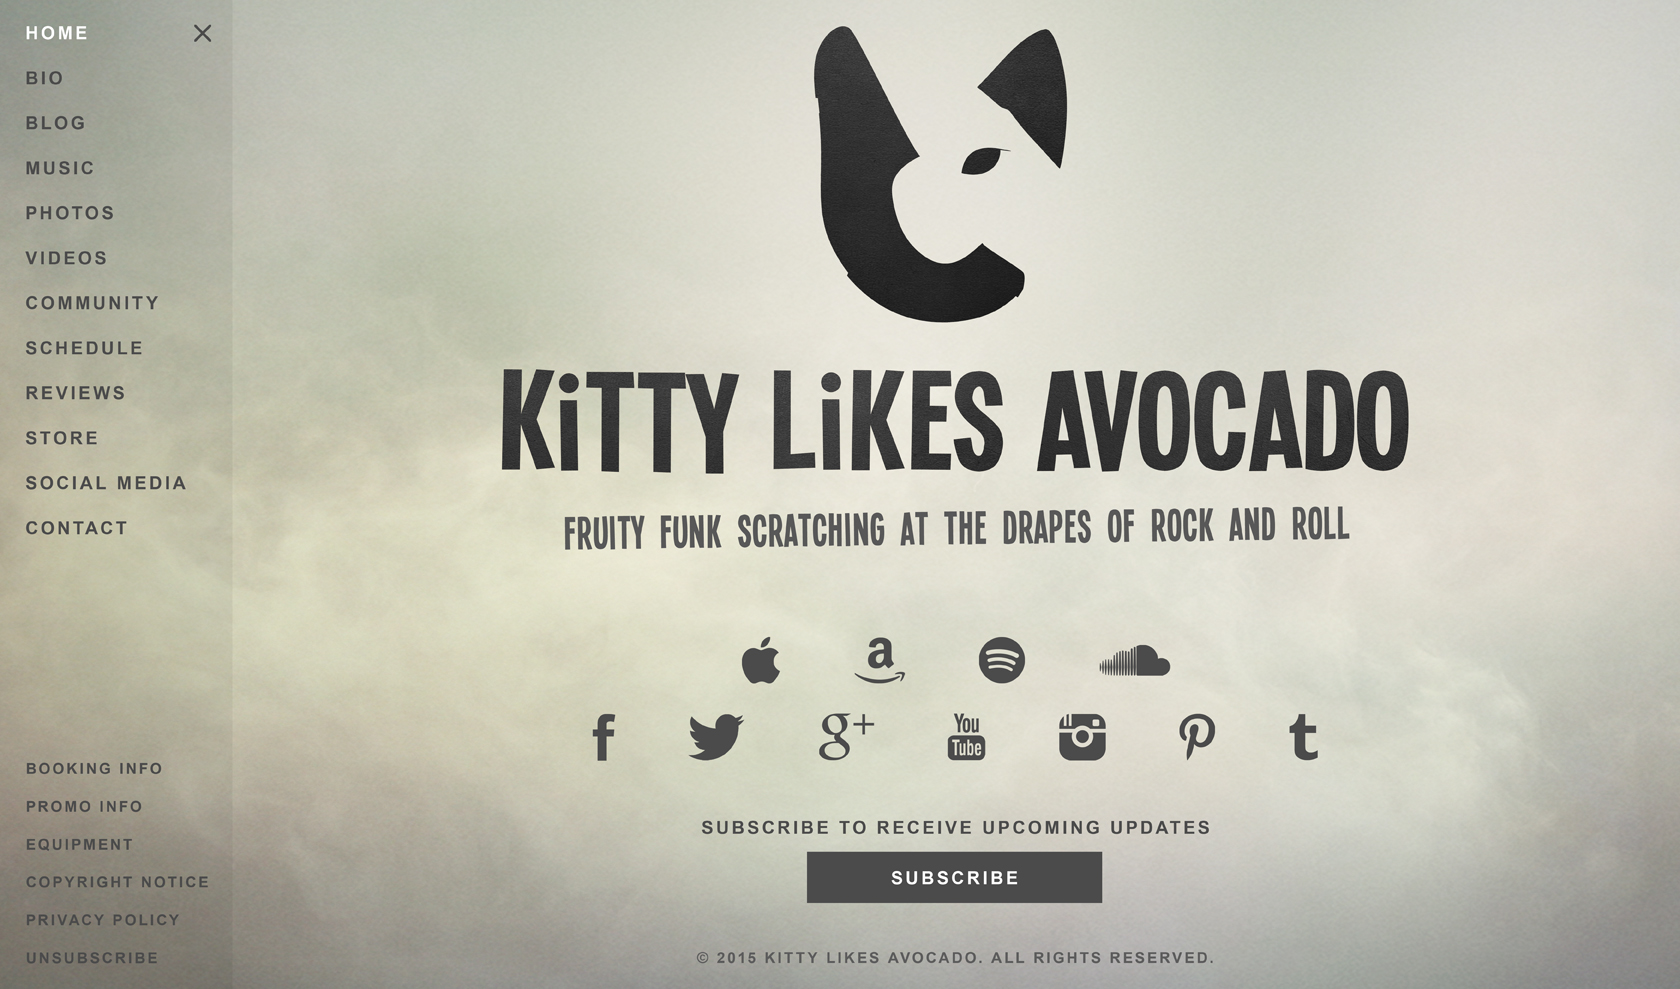 HOME
BIO
BLOG
MUSIC
PHOTOS
VIDEOS
COMMUNITY
SCHEDULE
REVIEWS
STORE
SOCIAL MEDIA
CONTACT
BOOKING INFO
PROMO INFO
EQUIPMENT
COPYRIGHT NOTICE
PRIVACY POLICY
UNSUBSCRIBE
KiTTY LiKES AVOCADO
FRUITY FUNK SCRATCHING AT THE DRAPES OF ROCK AND ROLL
a
f g+ You Tube t
SUBSCRIBE TO RECEIVE UPCOMING UPDATES
SUBSCRIBE
© 2015 KITTY LIKES AVOCADO. ALL RIGHTS RESERVED.